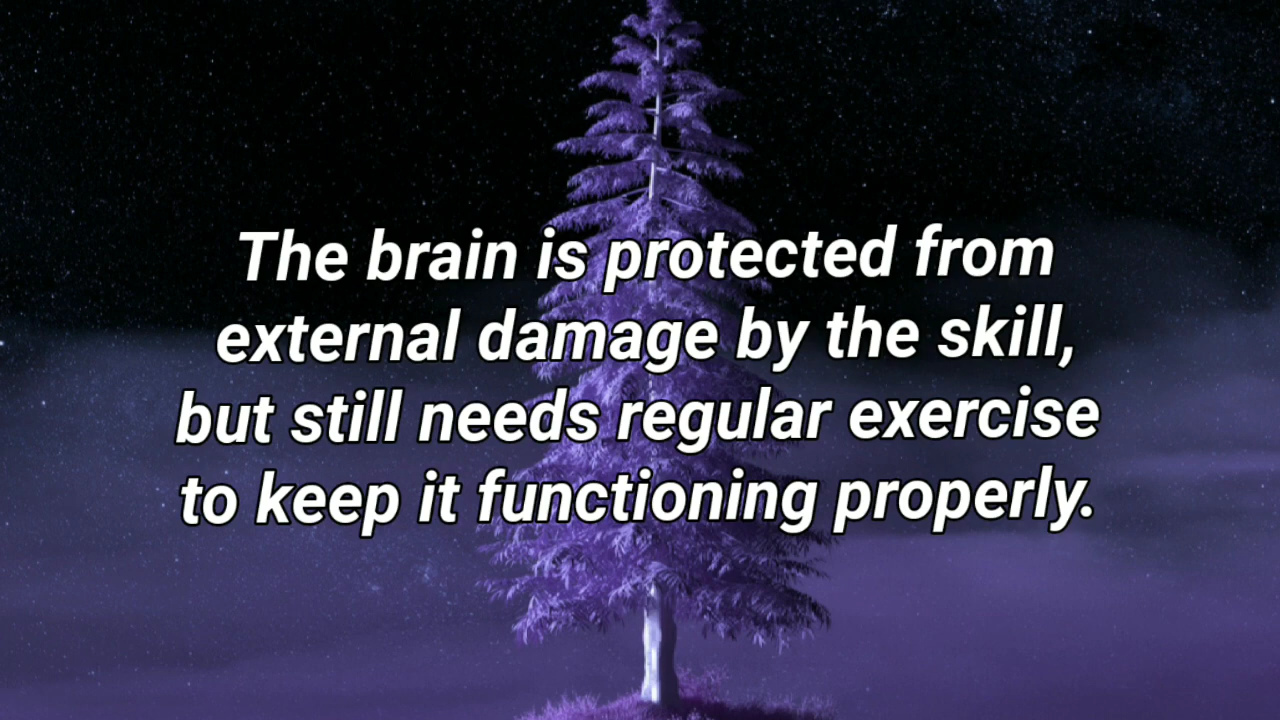 The brain is protected from
external damage by the skill,
but still needs regular exercise
to keep it functioning properly.